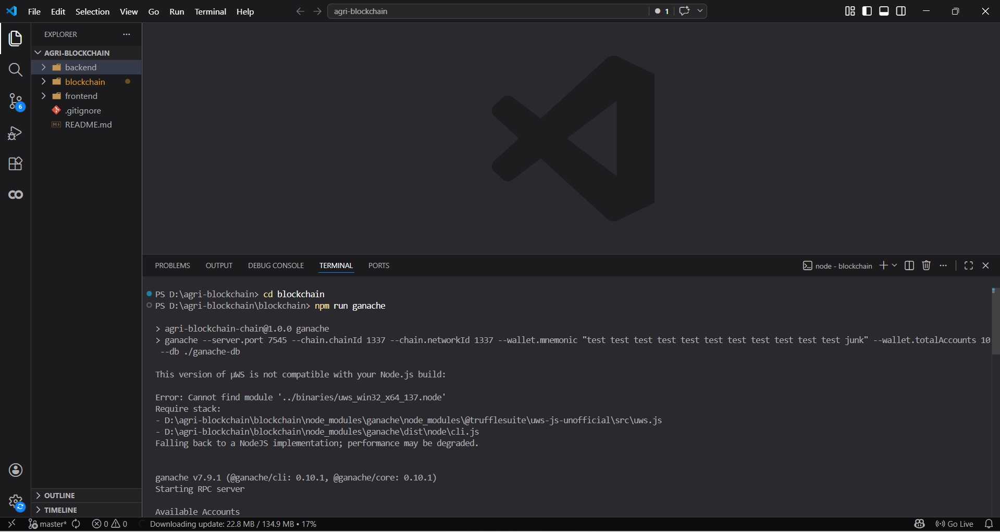 File Edit Selection View Go Run Terminal Help
agri-blockchain
1
EXPLORER
AGRI-BLOCKCHAIN
backend
blockchain
frontend
.gitignore
README.md
6
PROBLEMS OUTPUT DEBUG CONSOLE TERMINAL PORTS
node - blockchain
PS D:\agri-blockchain> cd blockchain
PS D:\agri-blockchain\blockchain> npm run ganache
> agri-blockchain-chain@1.0.0 ganache
> ganache --server.port 7545 --chain.chainId 1337 --chain.networkId 1337 --wallet.mnemonic "test test test test test test test test test test test junk" --wallet.totalAccounts 10
--db ./ganache-db
This version of µWS is not compatible with your Node.js build:
Error: Cannot find module '../binaries/uws_win32_x64_137.node'
Require stack:
- D:\agri-blockchain\blockchain\node_modules\ganache\node_modules\@trufflesuite\uws-js-unofficial\src\uws.js
- D:\agri-blockchain\blockchain\node_modules\ganache\dist\node\cli.js
Falling back to a NodeJS implementation; performance may be degraded.
ganache v7.9.1 (@ganache/cli: 0.10.1, @ganache/core: 0.10.1)
Starting RPC server
Available Accounts
OUTLINE
TIMELINE
master* 0 0 Downloading update: 22.8 MB / 134.9 MB • 17%
Go Live